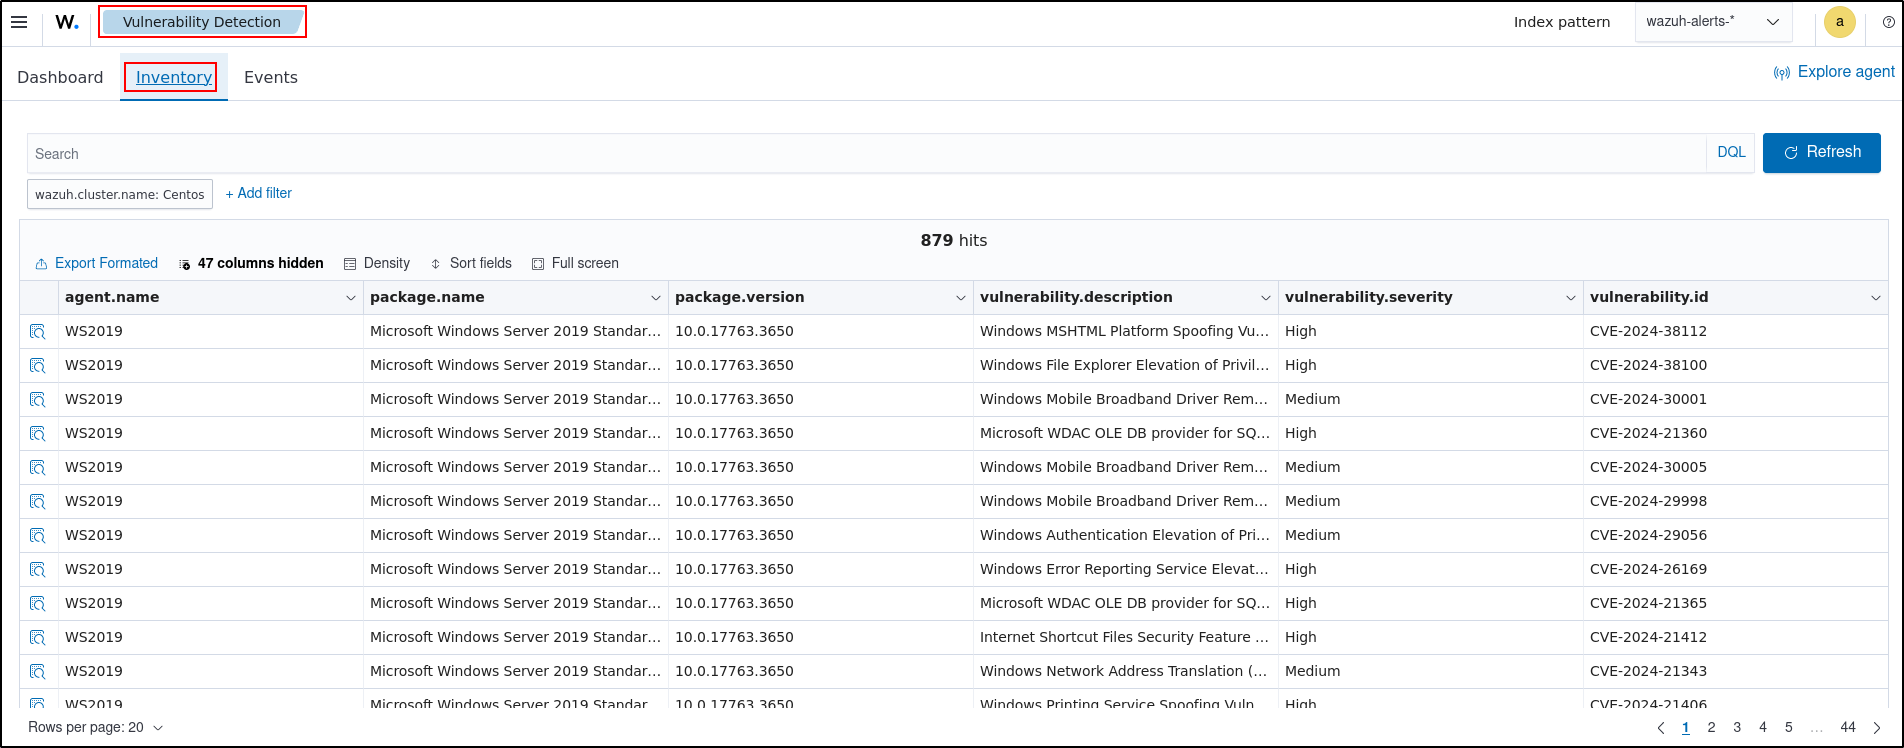 W. Vulnerability Detection Index pattern wazuh-alerts-* a
Dashboard Inventory Events Explore agent
Search DQL Refresh
wazuh.cluster.name: Centos + Add filter
879 hits
Export Formated 47 columns hidden Density Sort fields Full screen
agent.name package.name package.version vulnerability.description vulnerability.severity vulnerability.id
WS2019 Microsoft Windows Server 2019 Standar... 10.0.17763.3650 Windows MSHTML Platform Spoofing Vu... High CVE-2024-38112
WS2019 Microsoft Windows Server 2019 Standar... 10.0.17763.3650 Windows File Explorer Elevation of Privil... High CVE-2024-38100
WS2019 Microsoft Windows Server 2019 Standar... 10.0.17763.3650 Windows Mobile Broadband Driver Rem... Medium CVE-2024-30001
WS2019 Microsoft Windows Server 2019 Standar... 10.0.17763.3650 Microsoft WDAC OLE DB provider for SQ... High CVE-2024-21360
WS2019 Microsoft Windows Server 2019 Standar... 10.0.17763.3650 Windows Mobile Broadband Driver Rem... Medium CVE-2024-30005
WS2019 Microsoft Windows Server 2019 Standar... 10.0.17763.3650 Windows Mobile Broadband Driver Rem... Medium CVE-2024-29998
WS2019 Microsoft Windows Server 2019 Standar... 10.0.17763.3650 Windows Authentication Elevation of Pri... Medium CVE-2024-29056
WS2019 Microsoft Windows Server 2019 Standar... 10.0.17763.3650 Windows Error Reporting Service Elevat... High CVE-2024-26169
WS2019 Microsoft Windows Server 2019 Standar... 10.0.17763.3650 Microsoft WDAC OLE DB provider for SQ... High CVE-2024-21365
WS2019 Microsoft Windows Server 2019 Standar... 10.0.17763.3650 Internet Shortcut Files Security Feature ... High CVE-2024-21412
WS2019 Microsoft Windows Server 2019 Standar... 10.0.17763.3650 Windows Network Address Translation (... Medium CVE-2024-21343
WS2019 Microsoft Windows Server 2019 Standar 10.0.17763.3650 Windows Printing Service Spoofing Vuln High CVE-2024-21406
Rows per page: 20 1 2 3 4 5 ... 44